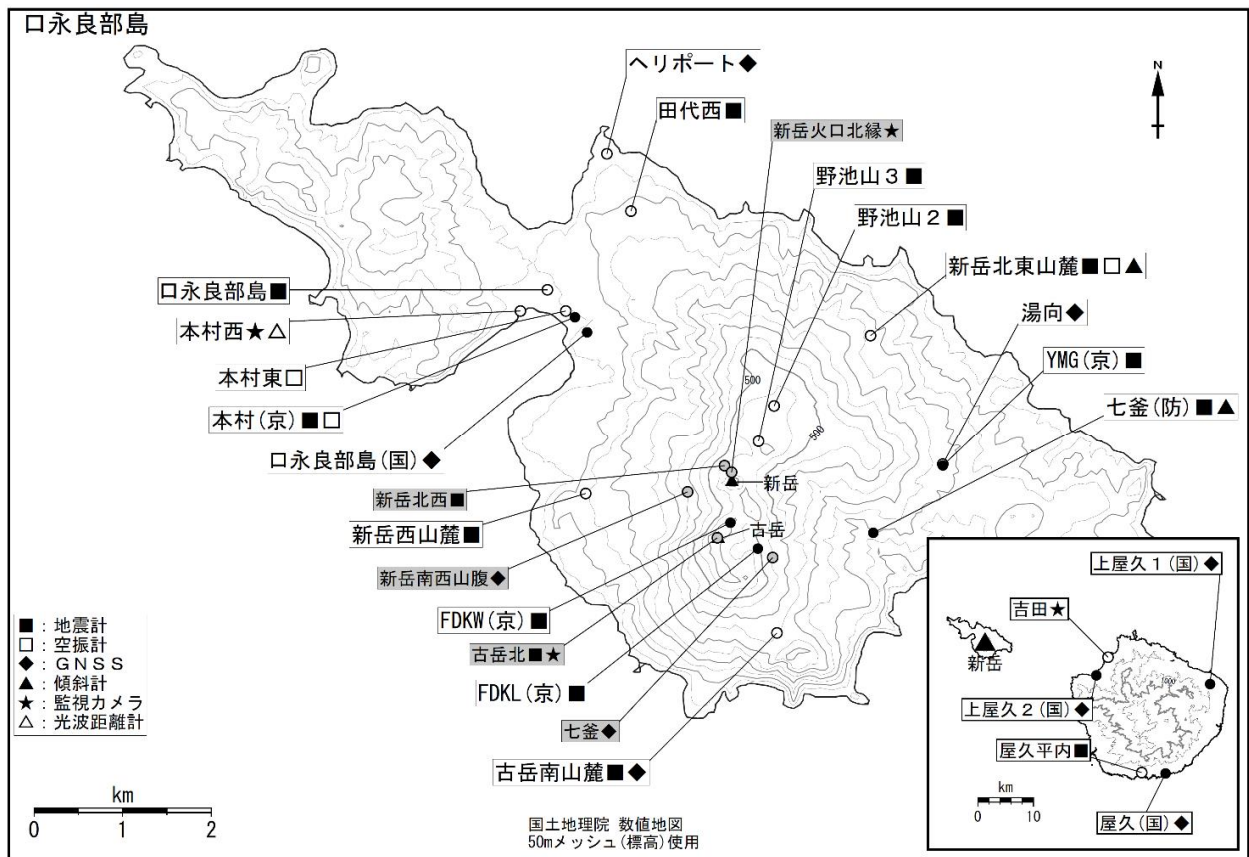 口永良部島
N
ヘリポート◆
田代西■
新岳火口北縁★
野池山3■
野池山2■
新岳北東山麓■□▲
口永良部島■
本村西★△
湯向◆
YMG(京)■
本村東□
七釜(防)■▲
500
本村(京)■□
500
口永良部島(国)◆
新岳
新岳北西■
新岳西山麓■
古岳
新岳南西山腹◆
FDKW(京)■
古岳北■★
FDKL(京)■
七釜◆
古岳南山麓■◆
■:地震計
□:空振計
◆:GNSS
▲:傾斜計
★:監視カメラ
△:光波距離計
km
0 1 2
国土地理院 数値地図
50mメッシュ(標高)使用
上屋久1(国)◆
吉田★
新岳
1000
上屋久2(国)◆
屋久平内■
km
0 10
屋久(国)◆